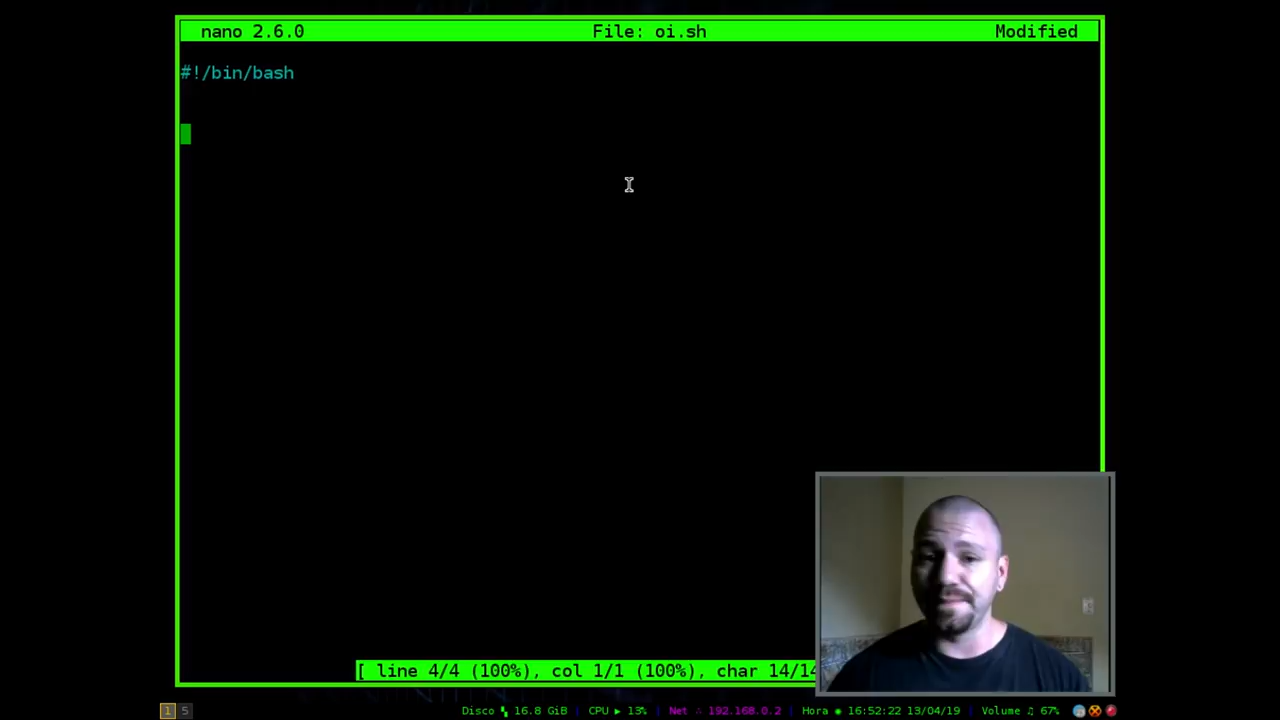 nano 2.6.0 File: oi.sh Modified
#!/bin/bash
[ line 4/4 (100%), col 1/1 (100%), char 14/14
1 5 Disco 16.8 GiB | CPU ▶ 13% | Net ∴ 192.168.0.2 | Hora ◉ 16:52:22 13/04/19 | Volume ♫ 67%